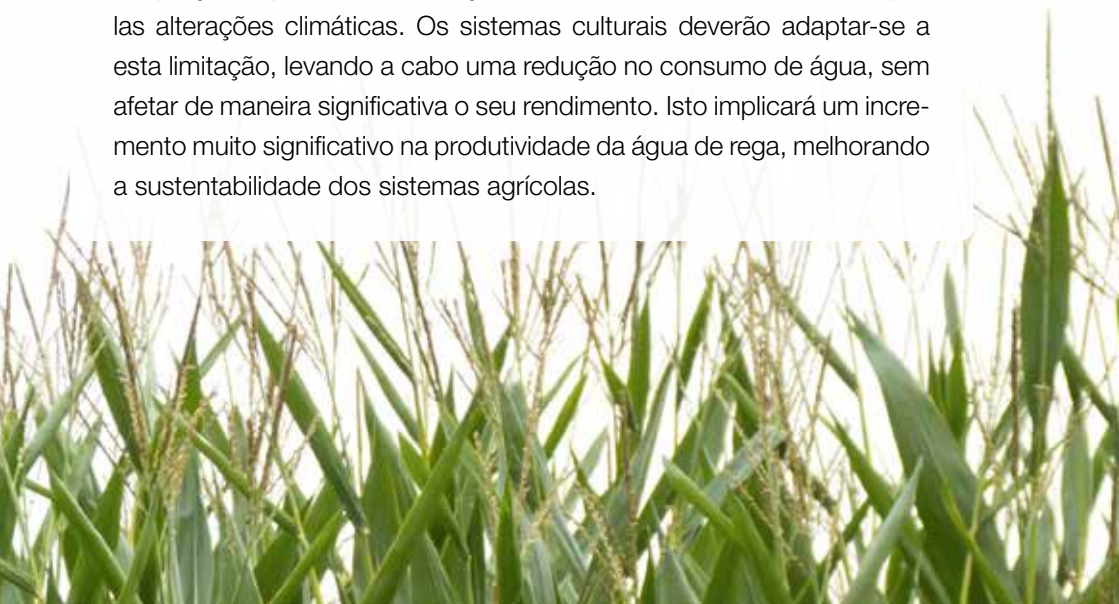 las alterações climáticas. Os sistemas culturais deverão adaptar-se a
esta limitação, levando a cabo uma redução no consumo de água, sem
afetar de maneira significativa o seu rendimento. Isto implicará um incre-
mento muito significativo na produtividade da água de rega, melhorando
a sustentabilidade dos sistemas agrícolas.